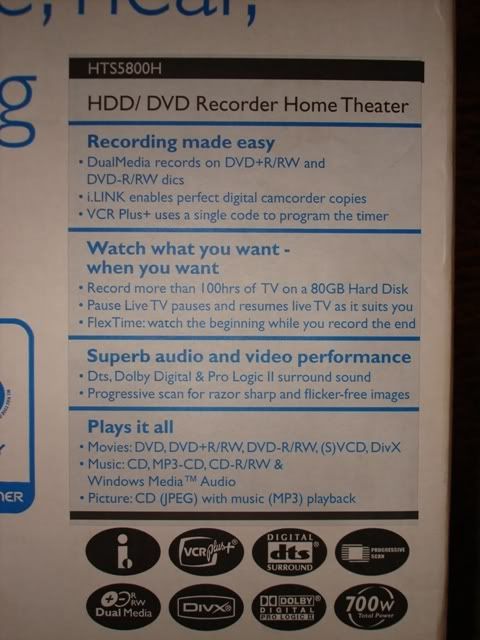 HTS5800H
HDD/ DVD Recorder Home Theater
Recording made easy
• DualMedia records on DVD+R/RW and
DVD-R/RW dics
• i.LINK enables perfect digital camcorder copies
• VCR Plus+ uses a single code to program the timer
Watch what you want -
when you want
• Record more than 100hrs of TV on a 80GB Hard Disk
• Pause Live TV pauses and resumes live TV as it suits you
• FlexTime: watch the beginning while you record the end
Superb audio and video performance
• Dts, Dolby Digital & Pro Logic II surround sound
• Progressive scan for razor sharp and flicker-free images
Plays it all
• Movies: DVD, DVD+R/RW, DVD-R/RW, (S)VCD, DivX
• Music: CD, MP3-CD, CD-R/RW &
Windows Media™ Audio
• Picture: CD (JPEG) with music (MP3) playback
i
VCR plus+®
DIGITAL
dts
SURROUND
PROGRESSIVE
SCAN
R RW
RW
Dual Media
DIVX®
DOLBY®
DIGITAL
PRO LOGIC II
700w
Total Power